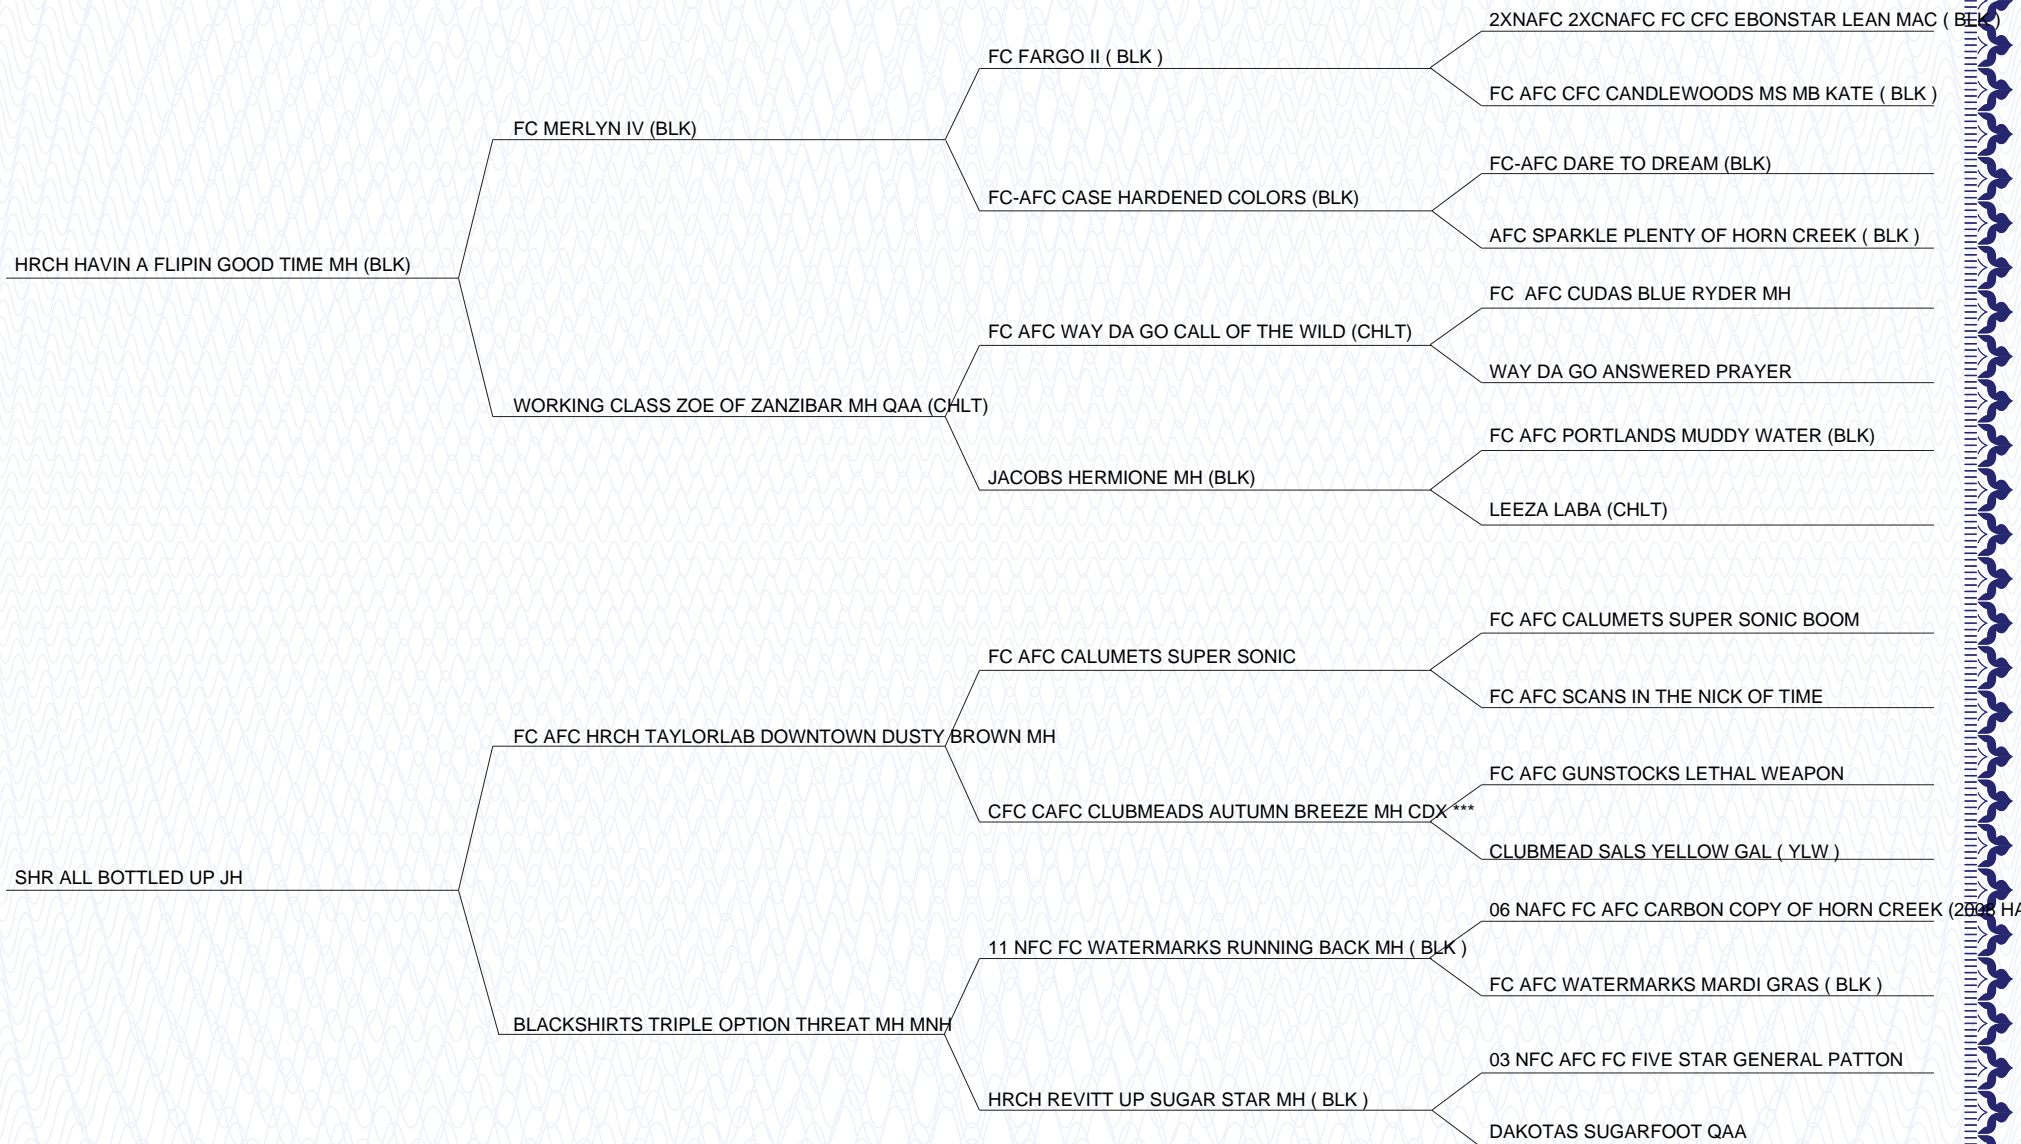 2XNAFC 2XCNAFC FC CFC EBONSTAR LEAN MAC ( BLK )
FC FARGO II ( BLK )
FC AFC CFC CANDLEWOODS MS MB KATE ( BLK )
FC MERLYN IV (BLK)
FC-AFC DARE TO DREAM (BLK)
FC-AFC CASE HARDENED COLORS (BLK)
AFC SPARKLE PLENTY OF HORN CREEK ( BLK )
HRCH HAVIN A FLIPIN GOOD TIME MH (BLK)
FC  AFC CUDAS BLUE RYDER MH
FC AFC WAY DA GO CALL OF THE WILD (CHLT)
WAY DA GO ANSWERED PRAYER
WORKING CLASS ZOE OF ZANZIBAR MH QAA (CHLT)
FC AFC PORTLANDS MUDDY WATER (BLK)
JACOBS HERMIONE MH (BLK)
LEEZA LABA (CHLT)
FC AFC CALUMETS SUPER SONIC BOOM
FC AFC CALUMETS SUPER SONIC
FC AFC SCANS IN THE NICK OF TIME
FC AFC HRCH TAYLORLAB DOWNTOWN DUSTY BROWN MH
FC AFC GUNSTOCKS LETHAL WEAPON
CFC CAFC CLUBMEADS AUTUMN BREEZE MH CDX ***
CLUBMEAD SALS YELLOW GAL ( YLW )
SHR ALL BOTTLED UP JH
06 NAFC FC AFC CARBON COPY OF HORN CREEK (2008 HA
11 NFC FC WATERMARKS RUNNING BACK MH ( BLK )
FC AFC WATERMARKS MARDI GRAS ( BLK )
BLACKSHIRTS TRIPLE OPTION THREAT MH MNH
03 NFC AFC FC FIVE STAR GENERAL PATTON
HRCH REVITT UP SUGAR STAR MH ( BLK )
DAKOTAS SUGARFOOT QAA